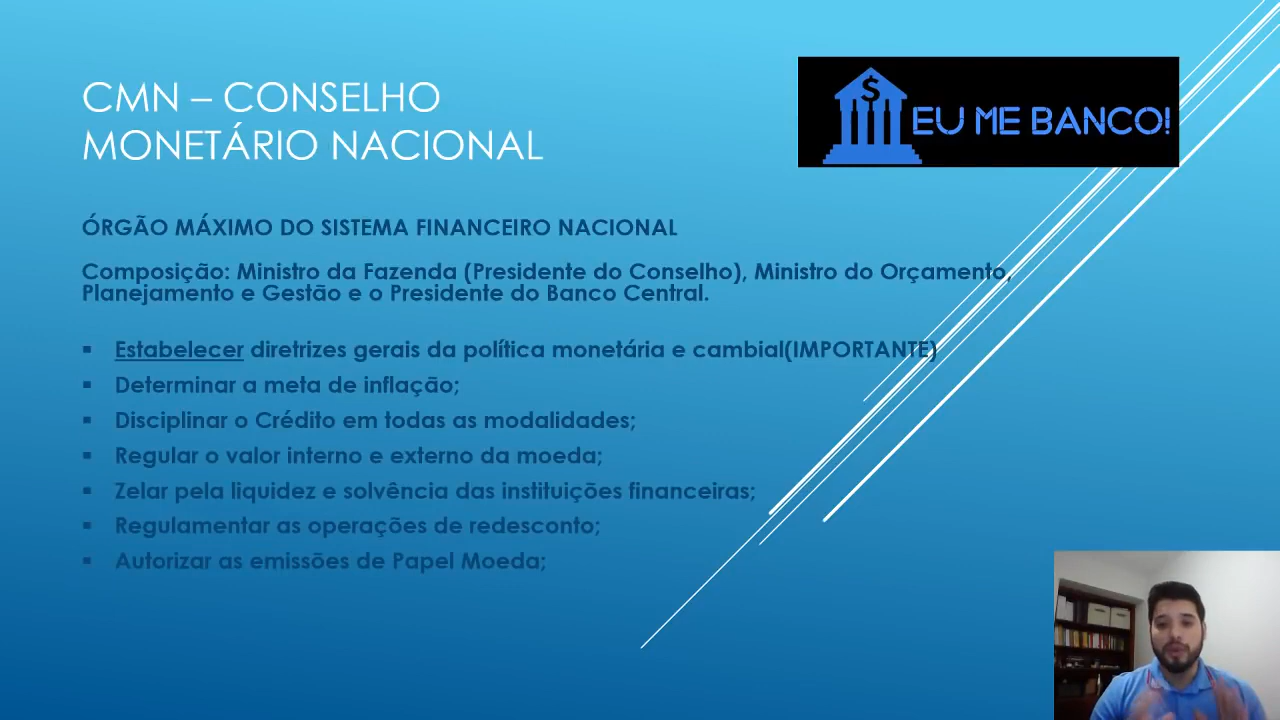 CMN – CONSELHO
MONETÁRIO NACIONAL
$
EU ME BANCO!
ÓRGÃO MÁXIMO DO SISTEMA FINANCEIRO NACIONAL
Composição: Ministro da Fazenda (Presidente do Conselho), Ministro do Orçamento,
Planejamento e Gestão e o Presidente do Banco Central.
▪ Estabelecer diretrizes gerais da política monetária e cambial(IMPORTANTE)
▪ Determinar a meta de inflação;
▪ Disciplinar o Crédito em todas as modalidades;
▪ Regular o valor interno e externo da moeda;
▪ Zelar pela liquidez e solvência das instituições financeiras;
▪ Regulamentar as operações de redesconto;
▪ Autorizar as emissões de Papel Moeda;